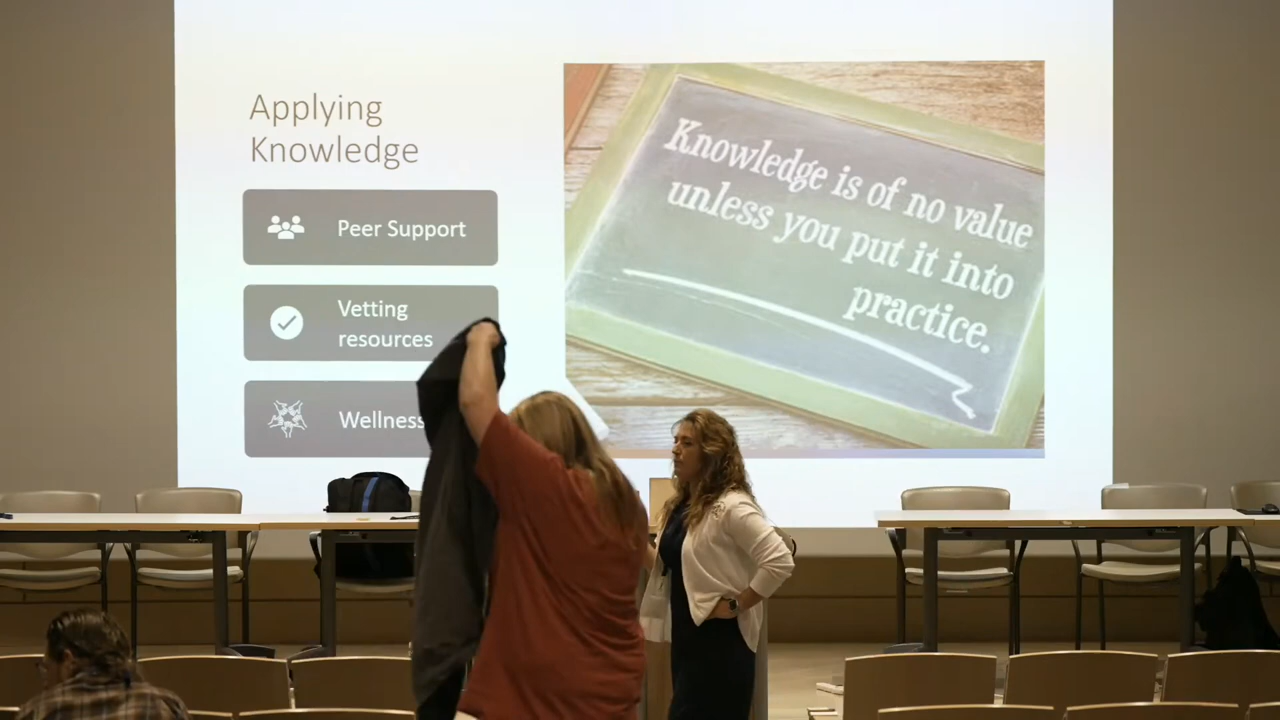 Applying
Knowledge
Peer Support
Vetting
resources
Wellness
Knowledge is of no value
unless you put it into
practice.